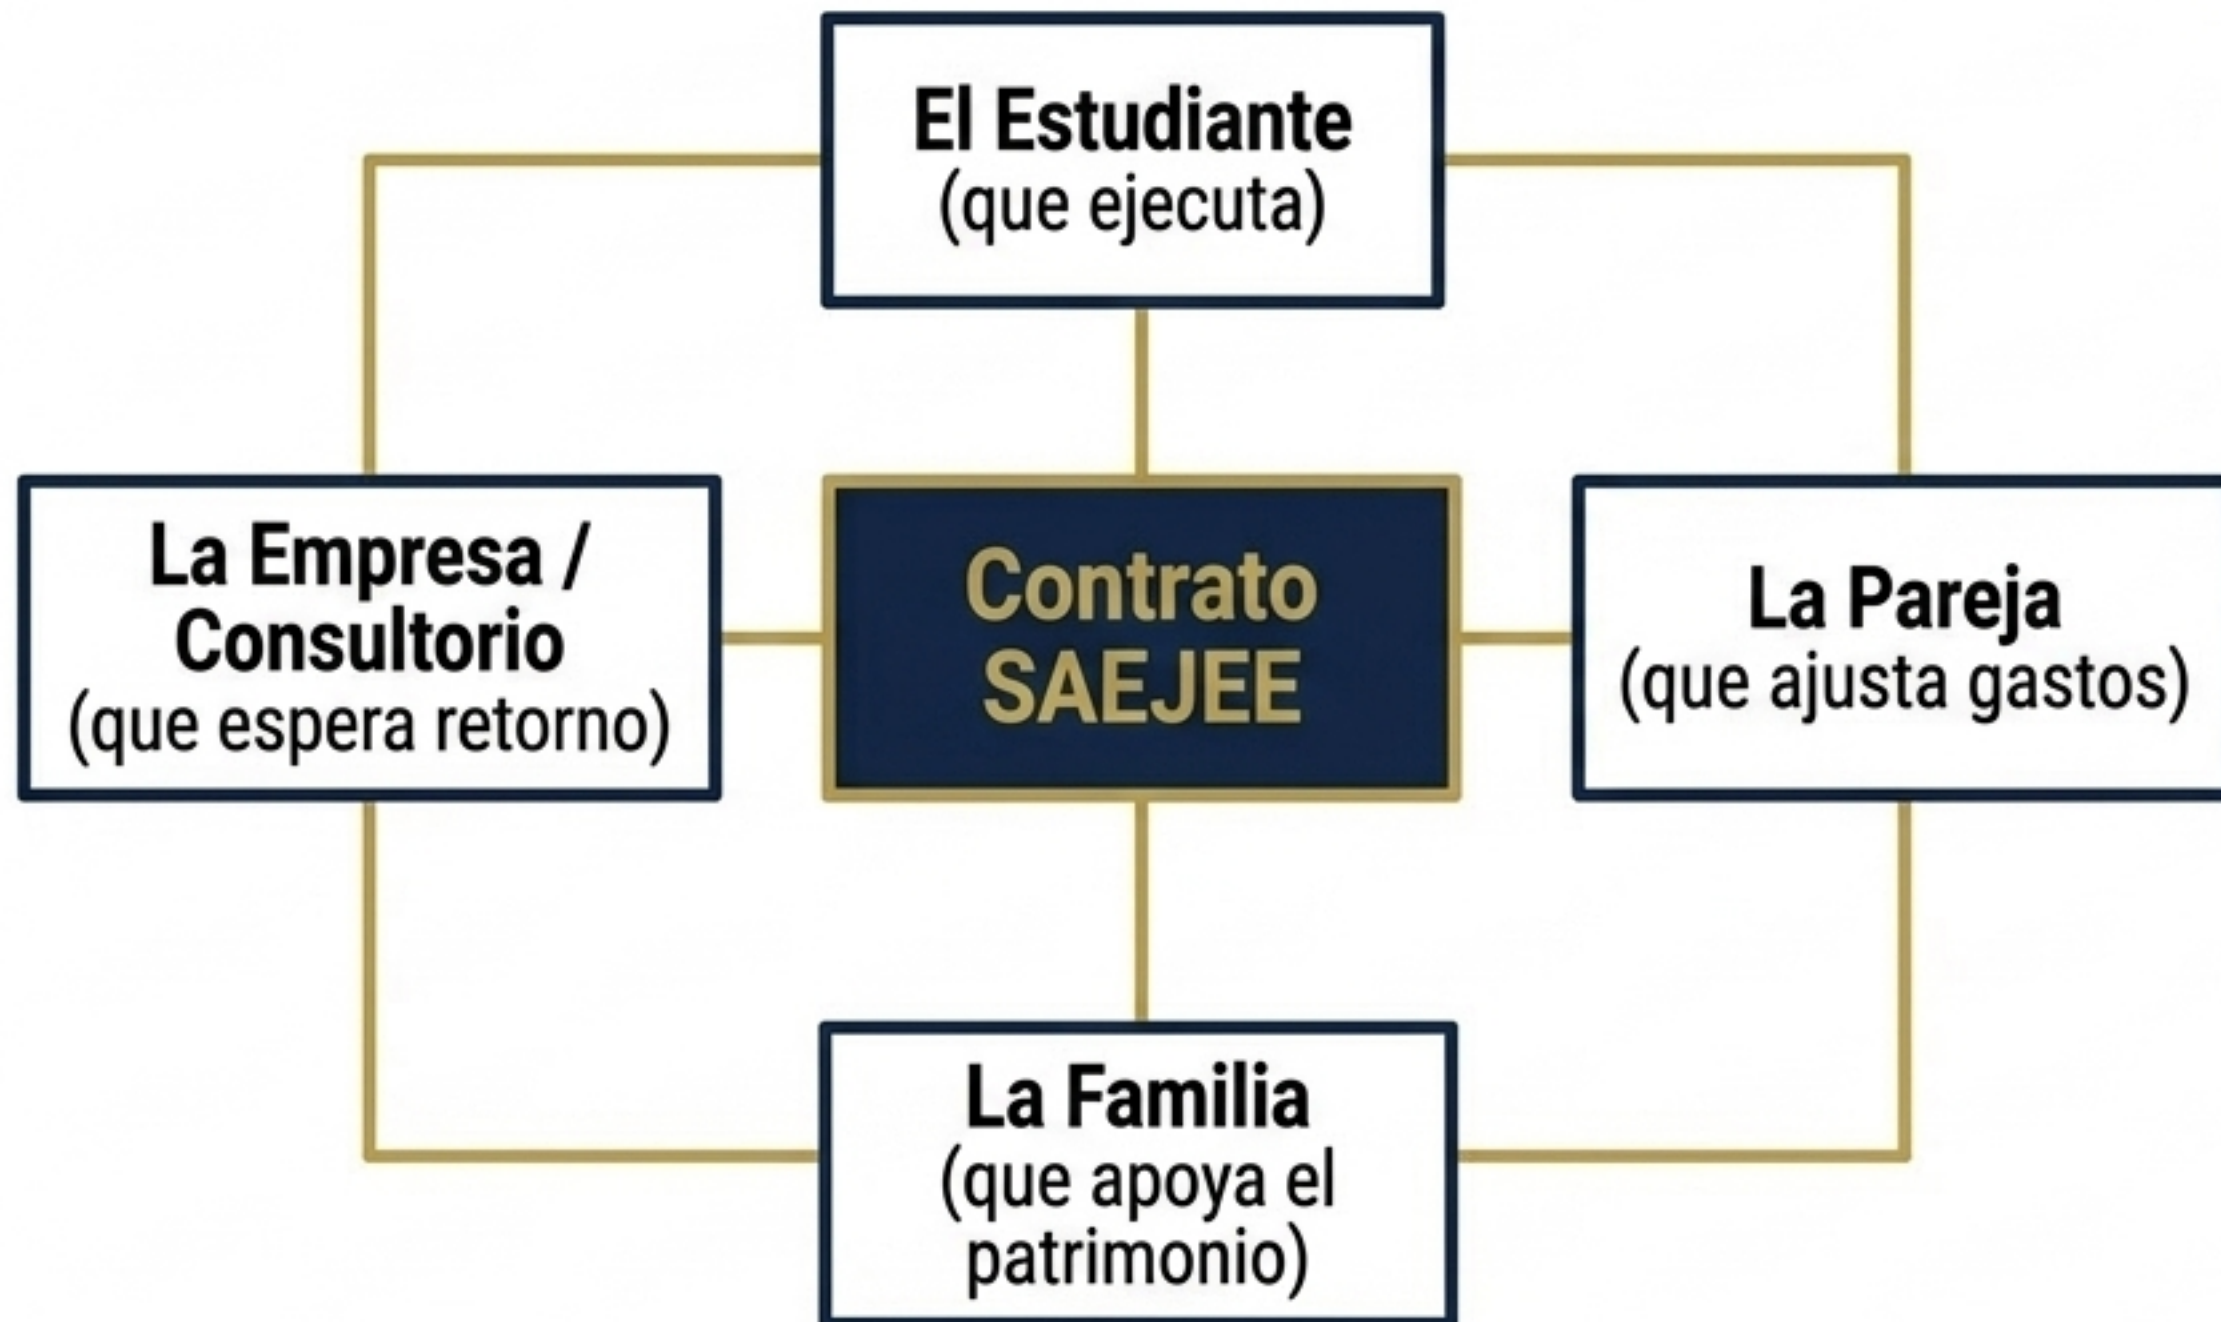 El Estudiante
(que ejecuta)
La Empresa /
Consultorio
(que espera retorno)
Contrato
SAEJEE
La Pareja
(que ajusta gastos)
La Familia
(que apoya el
patrimonio)